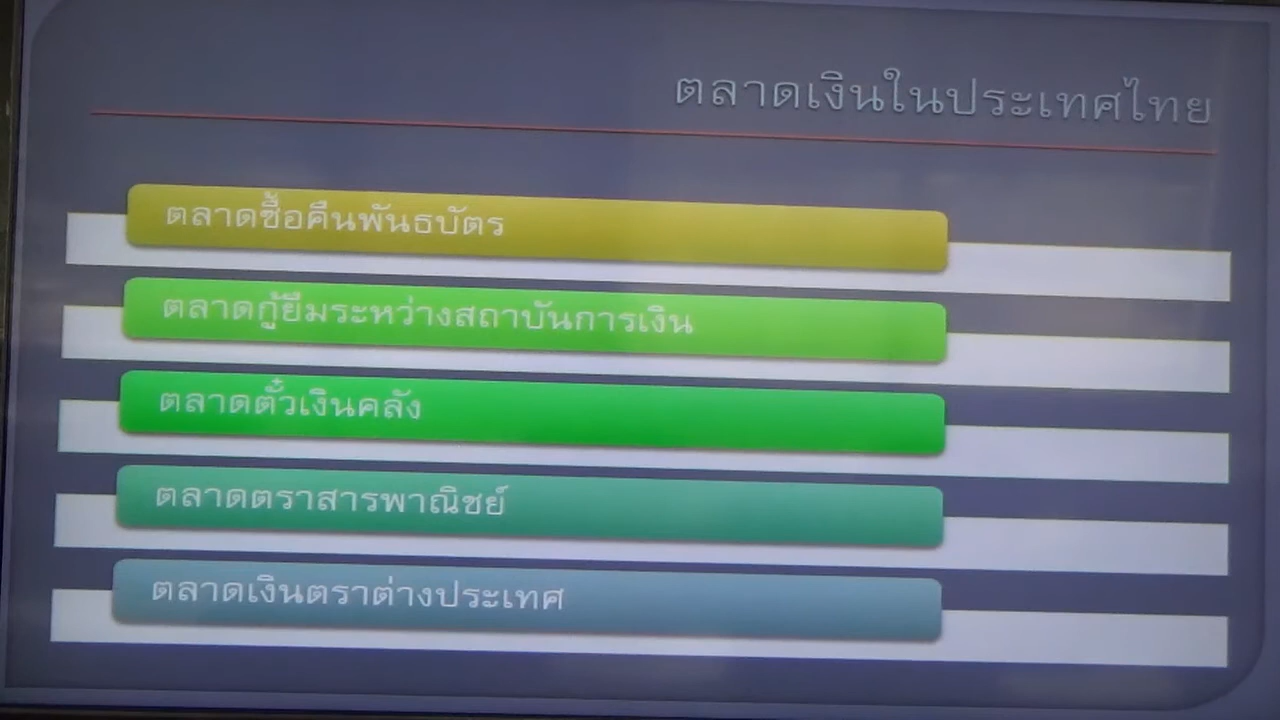 ตลาดเงินในประเทศไทย
ตลาดซื้อคืนพันธบัตร
ตลาดกู้ยืมระหว่างสถาบันการเงิน
ตลาดตั๋วเงินคลัง
ตลาดตราสารพาณิชย์
ตลาดเงินตราต่างประเทศ